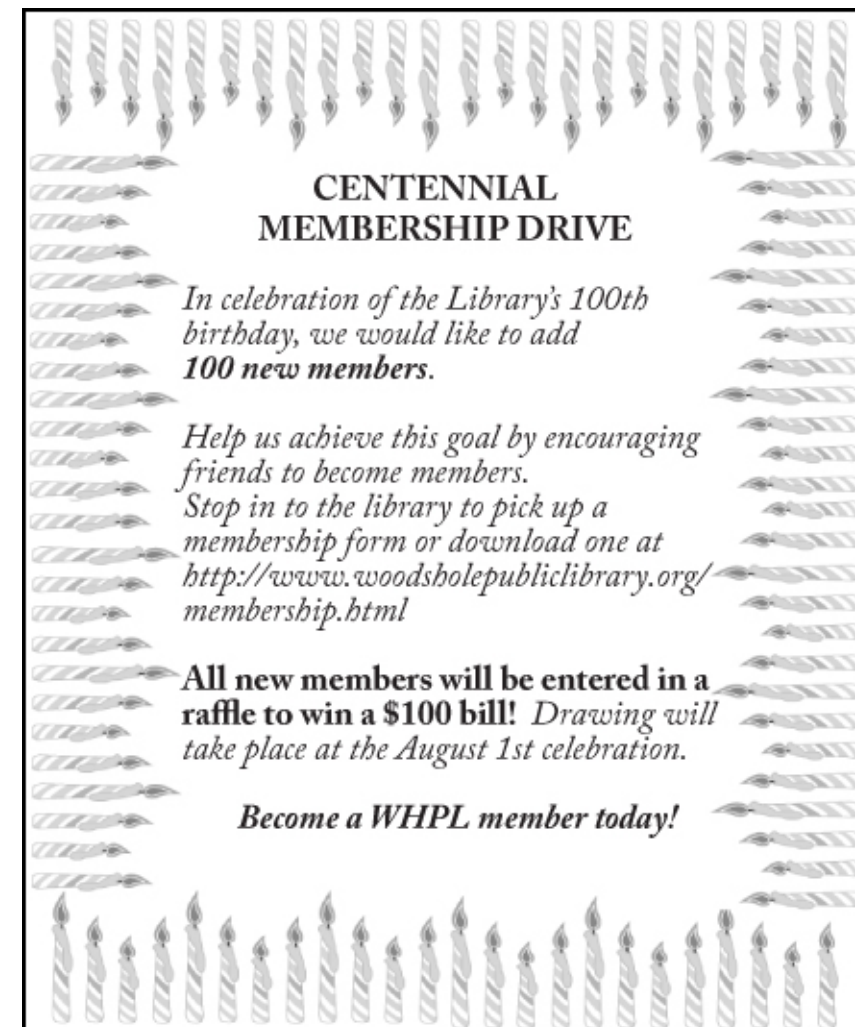 CENTENNIAL
MEMBERSHIP DRIVE
In celebration of the Library's 100th
birthday, we would like to add
100 new members.
Help us achieve this goal by encouraging
friends to become members.
Stop in to the library to pick up a
membership form or download one at
http://www.woodsholepubliclibrary.org/
membership.html
All new members will be entered in a
raffle to win a $100 bill! Drawing will
take place at the August 1st celebration.
Become a WHPL member today!